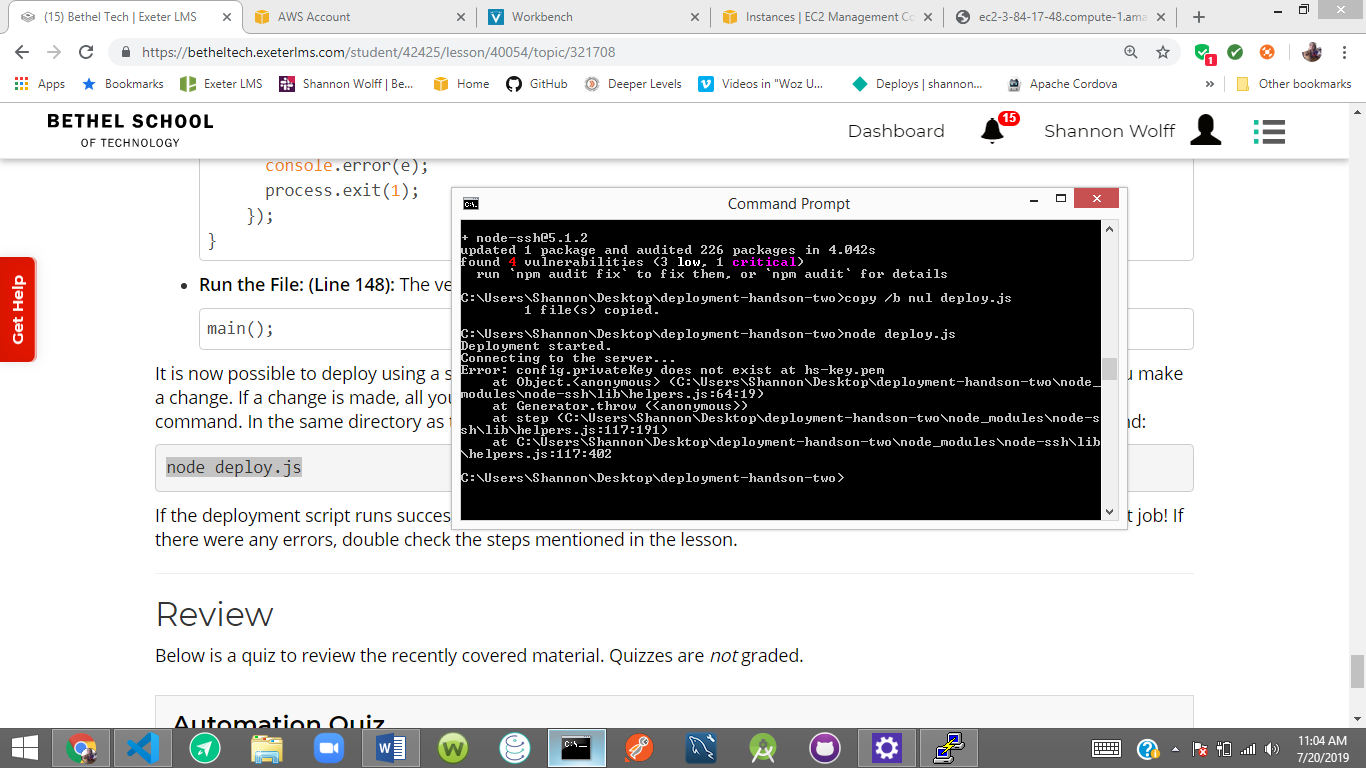 (15) Bethel Tech | Exeter LMS
AWS Account
Workbench
Instances | EC2 Management Co
ec2-3-84-17-48.compute-1.ama
https://betheltech.exeterlms.com/student/42425/lesson/40054/topic/321708
1
Apps
Bookmarks
Exeter LMS
Shannon Wolff | Be...
Home
GitHub
Deeper Levels
Videos in "Woz U...
Deploys | shannon...
Apache Cordova
»
Other bookmarks
BETHEL SCHOOL
OF TECHNOLOGY
Dashboard
15
Shannon Wolff
console.error(e);
process.exit(1);
});
}
Get Help
• Run the File: (Line 148): The ve
main();
It is now possible to deploy using a s
u make
a change. If a change is made, all you
command. In the same directory as t
nd:
node deploy.js
If the deployment script runs succes
t job! If
there were any errors, double check the steps mentioned in the lesson.
Command Prompt
+ node-ssh@5.1.2
updated 1 package and audited 226 packages in 4.042s
found 4 vulnerabilities (3 low, 1 critical)
run `npm audit fix` to fix them, or `npm audit` for details
C:\Users\Shannon\Desktop\deployment-handson-two>copy /b nul deploy.js
1 file(s) copied.
C:\Users\Shannon\Desktop\deployment-handson-two>node deploy.js
Deployment started.
Connecting to the server...
Error: config.privateKey does not exist at hs-key.pem
at Object.<anonymous> (C:\Users\Shannon\Desktop\deployment-handson-two\node_
modules\node-ssh\lib\helpers.js:64:19)
at Generator.throw (<anonymous>)
at step (C:\Users\Shannon\Desktop\deployment-handson-two\node_modules\node-s
sh\lib\helpers.js:117:191)
at C:\Users\Shannon\Desktop\deployment-handson-two\node_modules\node-ssh\lib
\helpers.js:117:402
C:\Users\Shannon\Desktop\deployment-handson-two>
Review
Below is a quiz to review the recently covered material. Quizzes are not graded.
Automation Quiz
11:04 AM
7/20/2019